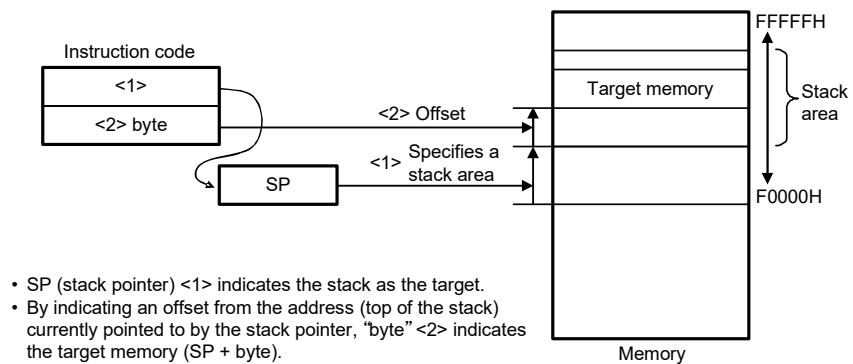 FFFFFH
Instruction code
<1>
Target memory
Stack
area
<2> Offset
<2> byte
<1>
Specifies a
stack area
SP
F0000H
• SP (stack pointer) <1> indicates the stack as the target.
• By indicating an offset from the address (top of the stack)
currently pointed to by the stack pointer, “byte” <2> indicates
the target memory (SP + byte).
Memory